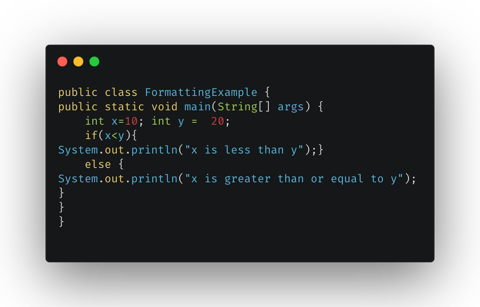 public class FormattingExample {
public static void main(String[] args) {
    int x=10; int y =  20;
    if(x<y){
System.out.println("x is less than y");}
    else {
System.out.println("x is greater than or equal to y");
}
}
}